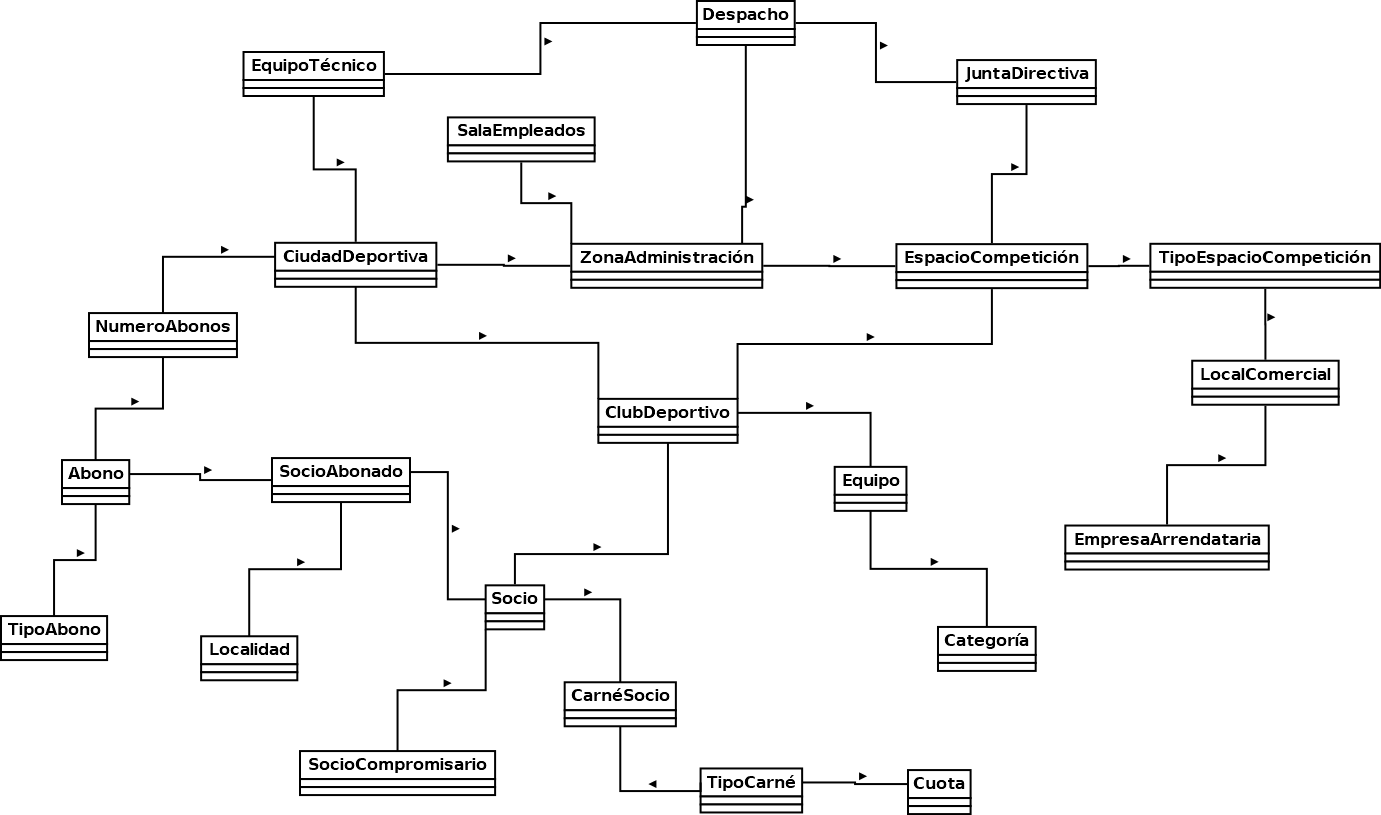 Despacho
EquipoTécnico
JuntaDirectiva
SalaEmpleados
CiudadDeportiva
ZonaAdministración
EspacioCompetición
TipoEspacioCompetición
NumeroAbonos
LocalComercial
ClubDeportivo
Abono
SocioAbonado
Equipo
EmpresaArrendataria
Socio
TipoAbono
Localidad
Categoría
CarnéSocio
SocioCompromisario
TipoCarné
Cuota